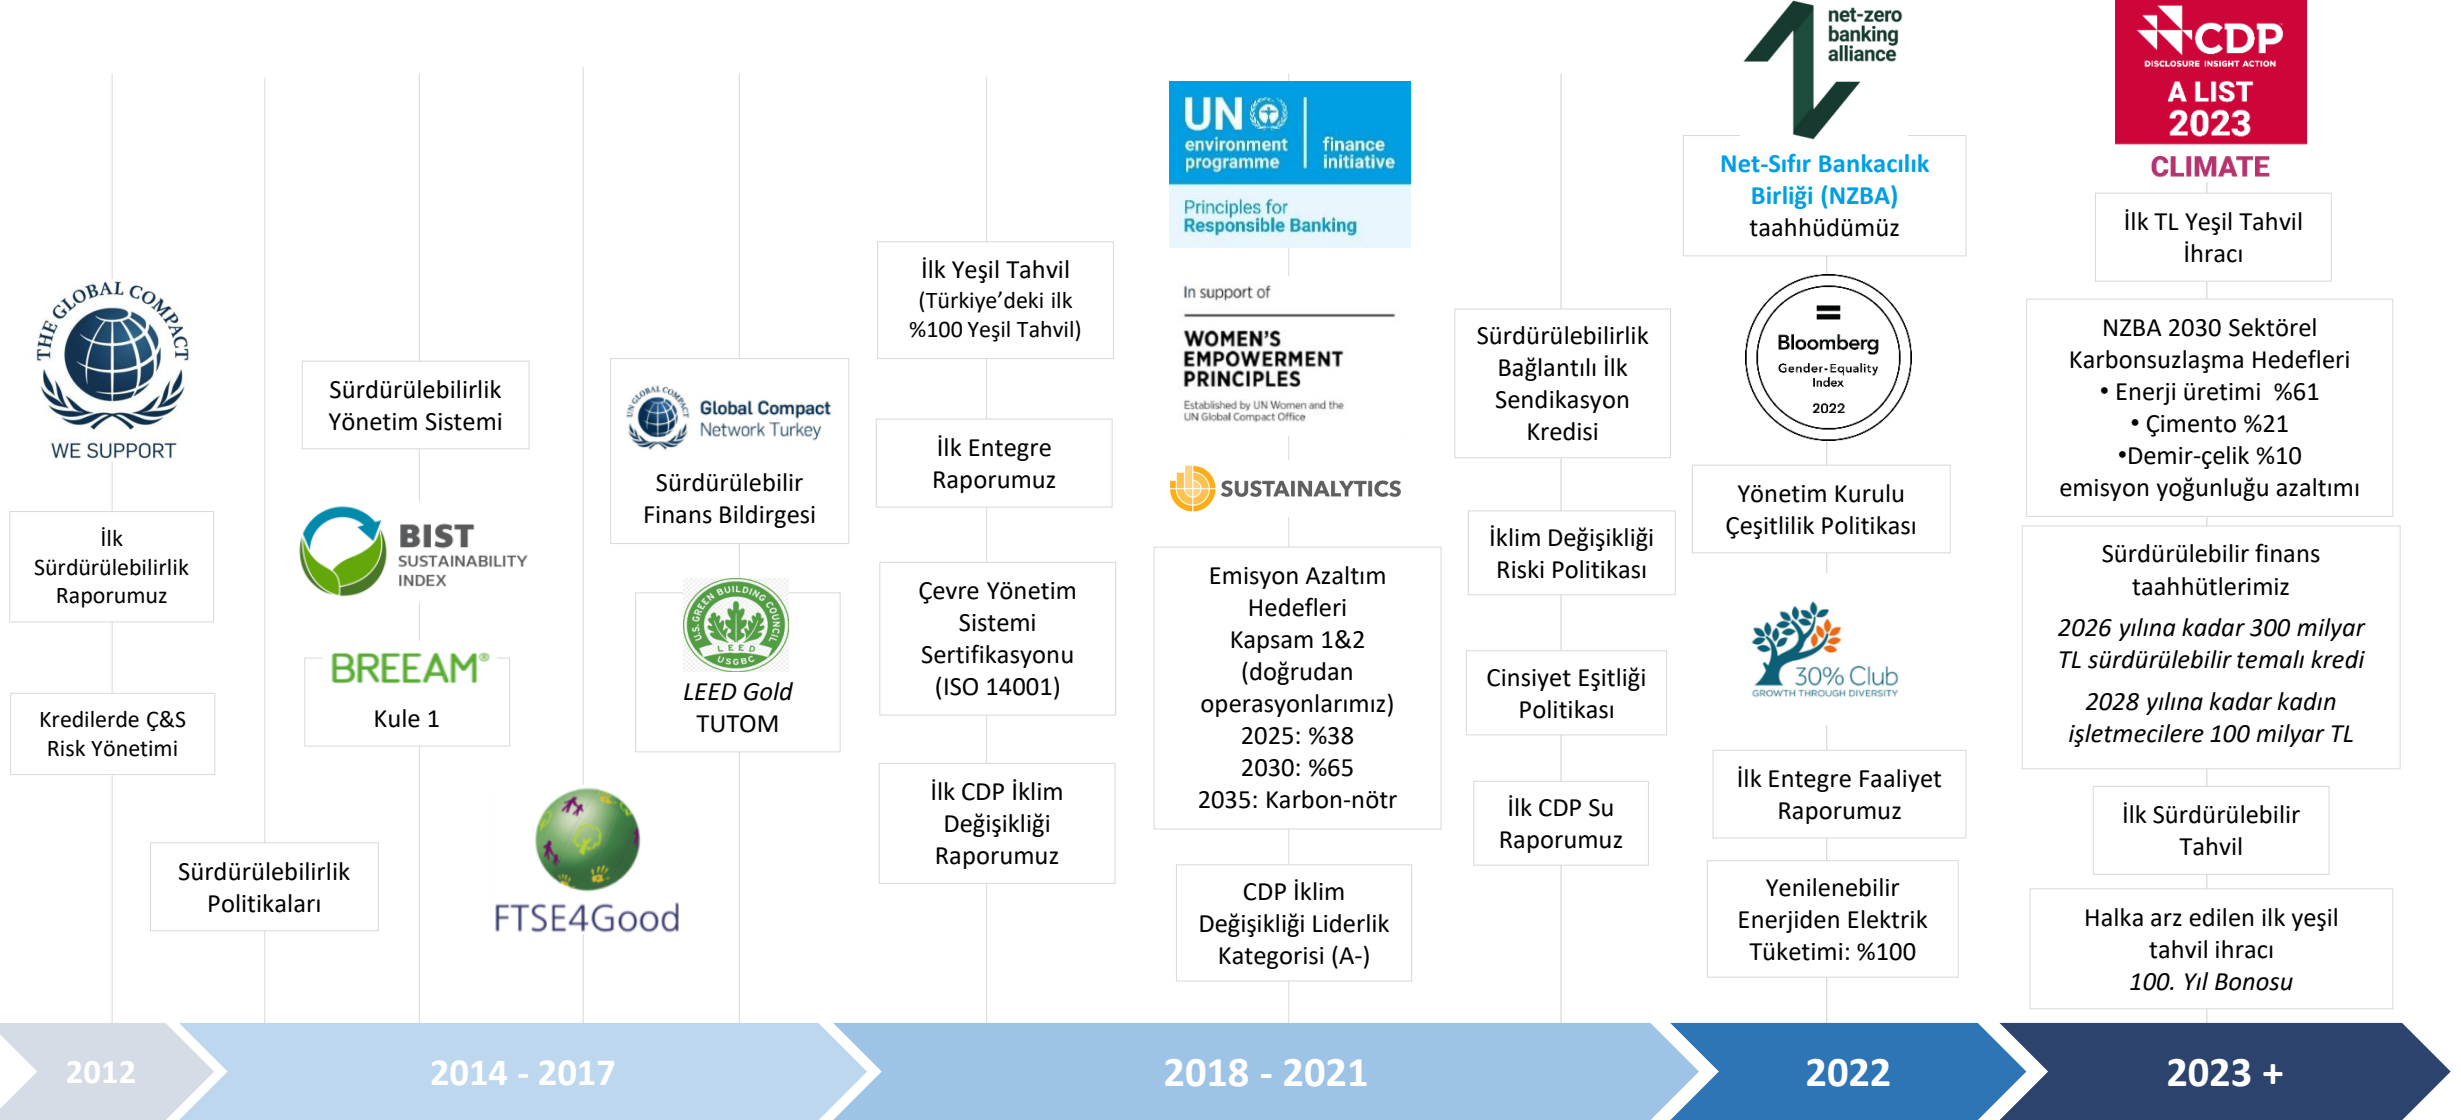 THE GLOBAL COMPACT
WE SUPPORT
İlk
Sürdürülebilirlik
Raporumuz
Kredilerde Ç&S
Risk Yönetimi
Sürdürülebilirlik
Politikaları
Sürdürülebilirlik
Yönetim Sistemi
BIST
SUSTAINABILITY
INDEX
BREEAM®
Kule 1
FTSE4Good
UN GLOBAL COMPACT
Global Compact
Network Turkey
Sürdürülebilir
Finans Bildirgesi
U.S. GREEN BUILDING COUNCIL
LEED
USGBC
LEED Gold
TUTOM
İlk Yeşil Tahvil
(Türkiye’deki ilk
%100 Yeşil Tahvil)
İlk Entegre
Raporumuz
Çevre Yönetim
Sistemi
Sertifikasyonu
(ISO 14001)
İlk CDP İklim
Değişikliği
Raporumuz
UN
environment
programme
finance
initiative
Principles for
Responsible Banking
In support of
WOMEN'S
EMPOWERMENT
PRINCIPLES
Established by UN Women and the
UN Global Compact Office
SUSTAINALYTICS
Emisyon Azaltım
Hedefleri
Kapsam 1&2
(doğrudan
operasyonlarımız)
2025: %38
2030: %65
2035: Karbon-nötr
CDP İklim
Değişikliği Liderlik
Kategorisi (A-)
Sürdürülebilirlik
Bağlantılı İlk
Sendikasyon
Kredisi
İklim Değişikliği
Riski Politikası
Cinsiyet Eşitliği
Politikası
İlk CDP Su
Raporumuz
net-zero
banking
alliance
Net-Sıfır Bankacılık
Birliği (NZBA)
taahhüdümüz
Bloomberg
Gender-Equality
Index
2022
Yönetim Kurulu
Çeşitlilik Politikası
30% Club
GROWTH THROUGH DIVERSITY
İlk Entegre Faaliyet
Raporumuz
Yenilenebilir
Enerjiden Elektrik
Tüketimi: %100
CDP
DISCLOSURE INSIGHT ACTION
A LIST
2023
CLIMATE
İlk TL Yeşil Tahvil
İhracı
NZBA 2030 Sektörel
Karbonsuzlaşma Hedefleri
• Enerji üretimi %61
• Çimento %21
•Demir-çelik %10
emisyon yoğunluğu azaltımı
Sürdürülebilir finans
taahhütlerimiz
2026 yılına kadar 300 milyar
TL sürdürülebilir temalı kredi
2028 yılına kadar kadın
işletmecilere 100 milyar TL
İlk Sürdürülebilir
Tahvil
Halka arz edilen ilk yeşil
tahvil ihracı
100. Yıl Bonosu
2012
2014 - 2017
2018 - 2021
2022
2023 +